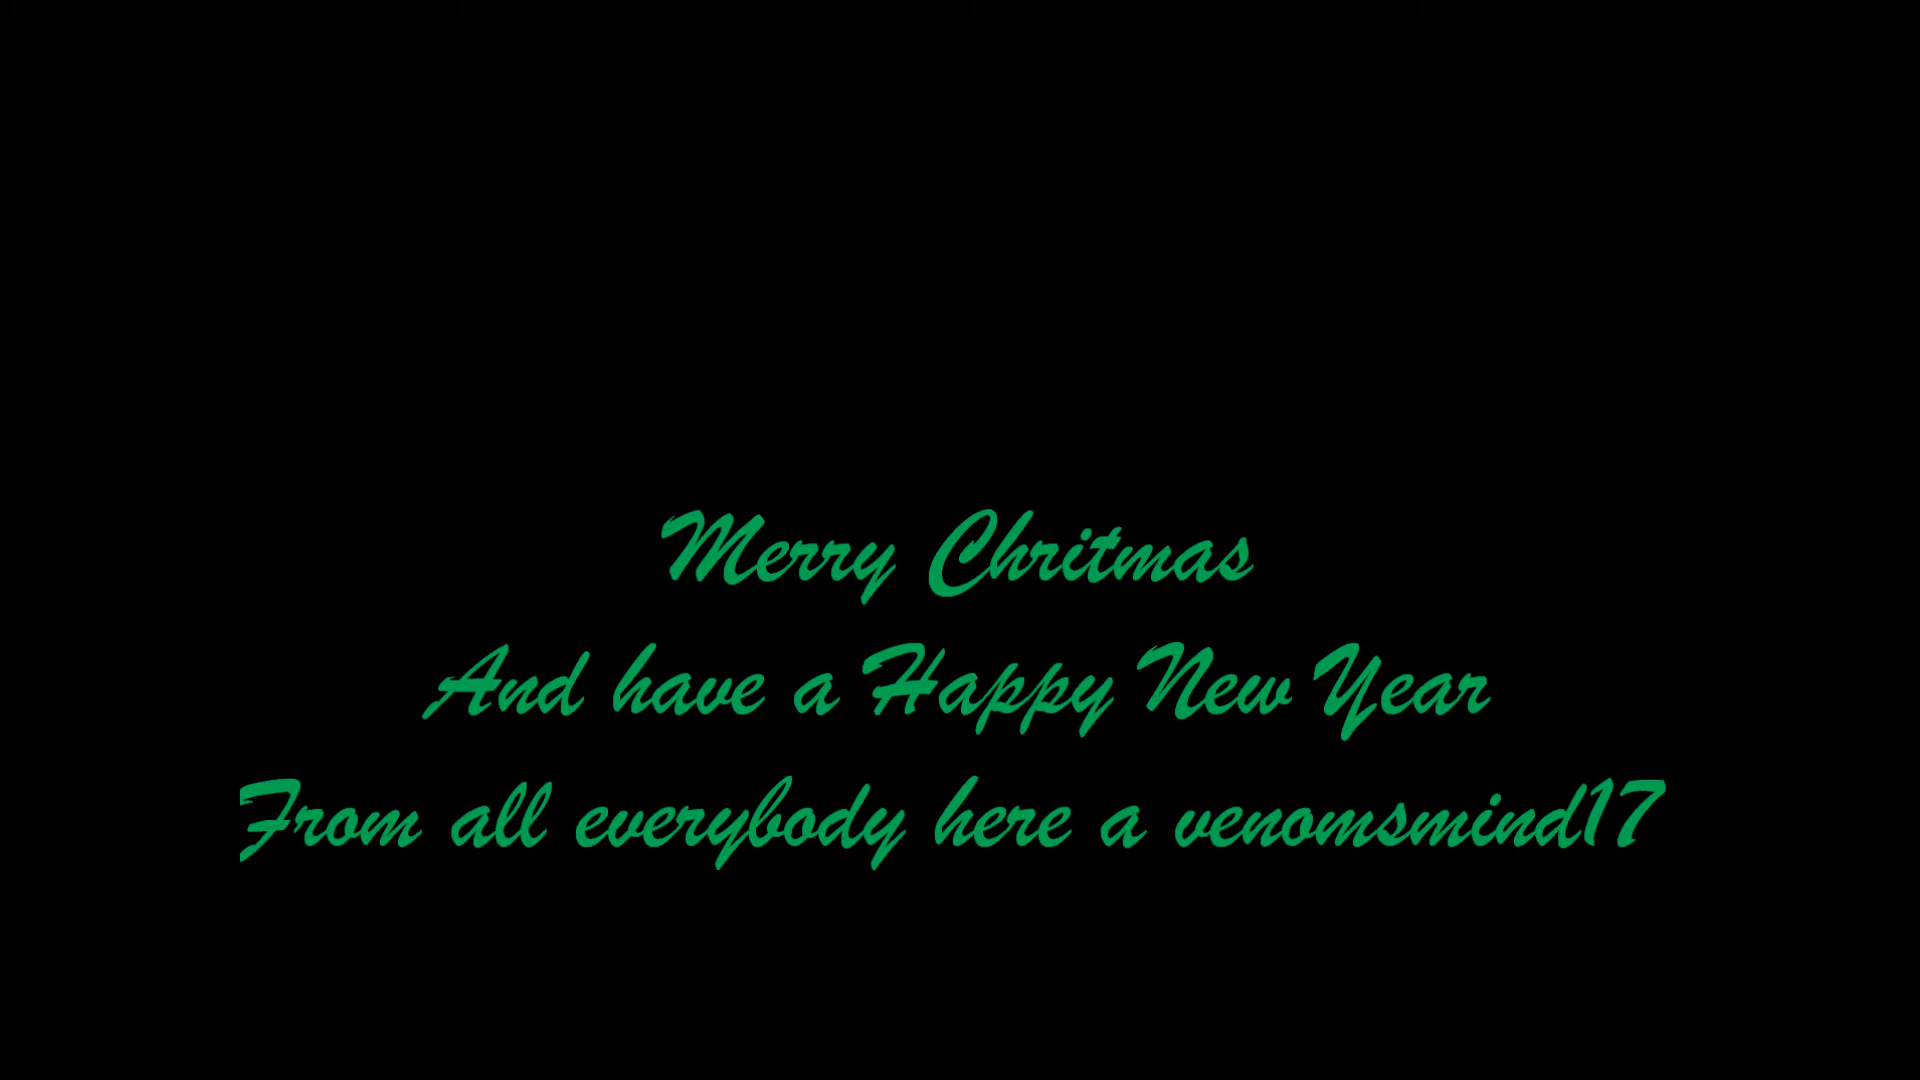 Merry Chritmas
And have a Happy New Year
From all everybody here a venomsmind17